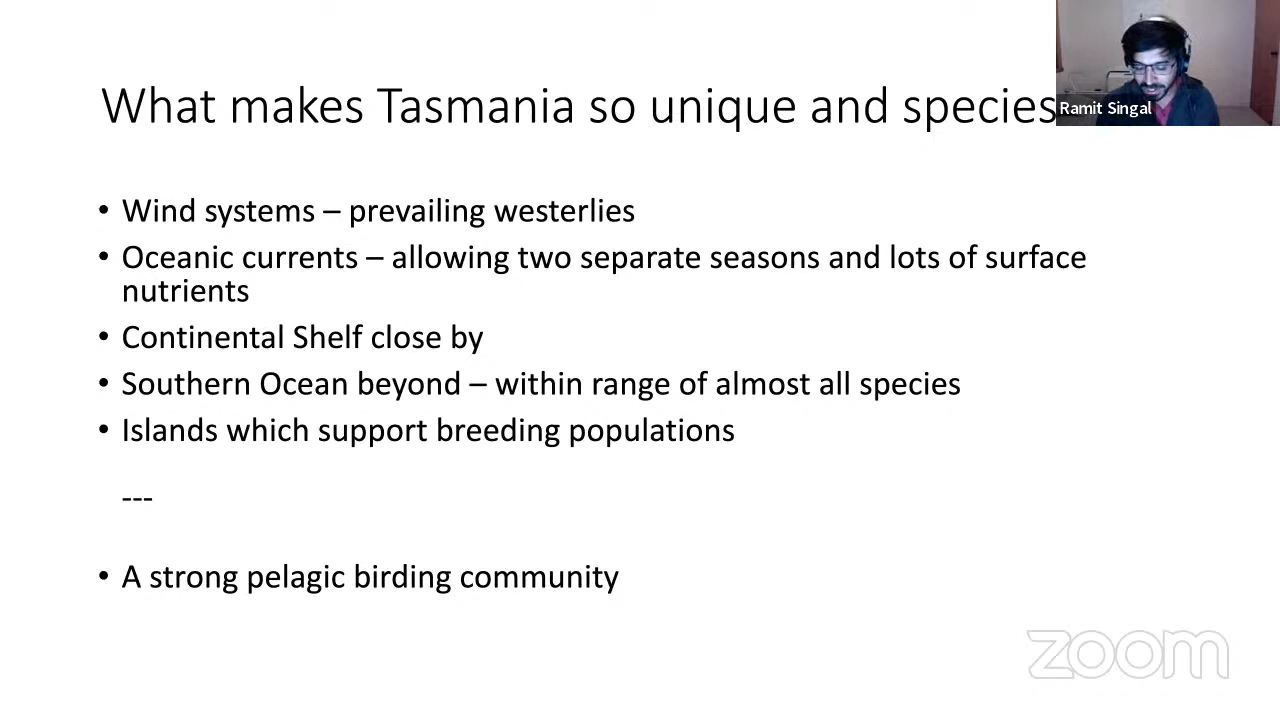 What makes Tasmania so unique and species
Ramit Singal
• Wind systems – prevailing westerlies
• Oceanic currents – allowing two separate seasons and lots of surface
nutrients
• Continental Shelf close by
• Southern Ocean beyond – within range of almost all species
• Islands which support breeding populations
---
• A strong pelagic birding community
zoom